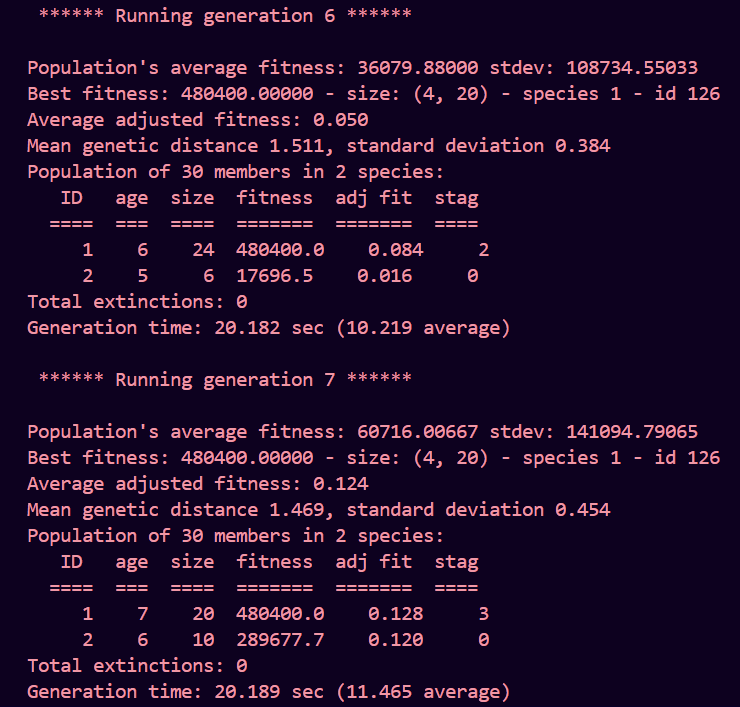 ****** Running generation 6 ******
Population's average fitness: 36079.88000 stdev: 108734.55033
Best fitness: 480400.00000 - size: (4, 20) - species 1 - id 126
Average adjusted fitness: 0.050
Mean genetic distance 1.511, standard deviation 0.384
Population of 30 members in 2 species:
ID age size fitness adj fit stag
==== === ==== ======= ======= ====
1 6 24 480400.0 0.084 2
2 5 6 17696.5 0.016 0
Total extinctions: 0
Generation time: 20.182 sec (10.219 average)
****** Running generation 7 ******
Population's average fitness: 60716.00667 stdev: 141094.79065
Best fitness: 480400.00000 - size: (4, 20) - species 1 - id 126
Average adjusted fitness: 0.124
Mean genetic distance 1.469, standard deviation 0.454
Population of 30 members in 2 species:
ID age size fitness adj fit stag
==== === ==== ======= ======= ====
1 7 20 480400.0 0.128 3
2 6 10 289677.7 0.120 0
Total extinctions: 0
Generation time: 20.189 sec (11.465 average)